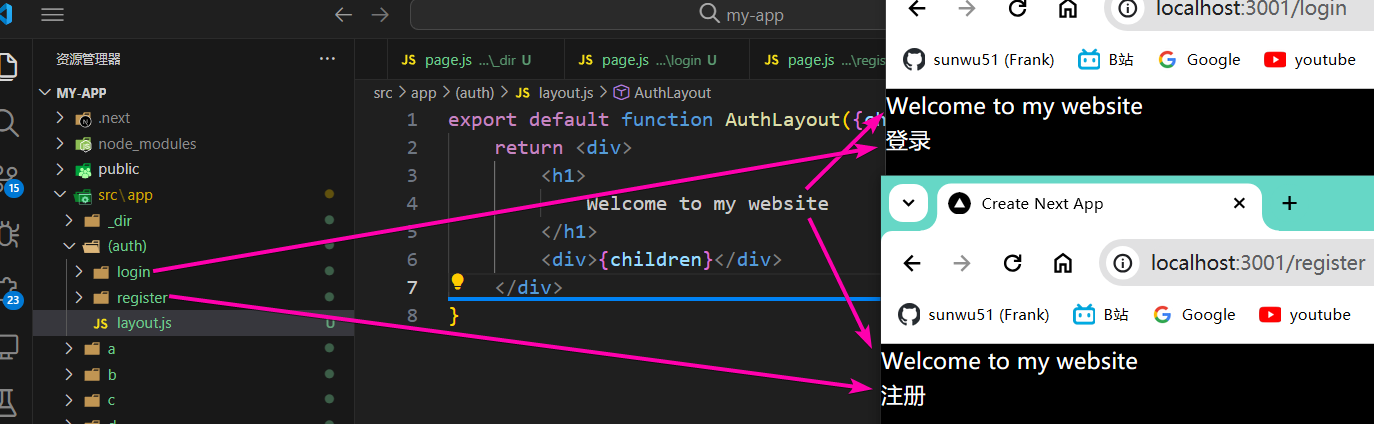 my-app
资源管理器
MY-APP
.next
node_modules
public
src\app
_dir
(auth)
login
register
layout.js U
a
b
c
15
23
JS page.js ...\_dir U
JS page.js ...\login U
JS page.js ...\regis
src > app > (auth) > JS layout.js > AuthLayout
1 export default function AuthLayout({ch
2 return <div>
3 <h1>
4 Welcome to my website
5 </h1>
6 <div>{children}</div>
7 </div>
8 }
localhost:3001/login
sunwu51 (Frank) B站 Google youtube
Welcome to my website
登录
Create Next App
localhost:3001/register
sunwu51 (Frank) B站 Google youtube
Welcome to my website
注册